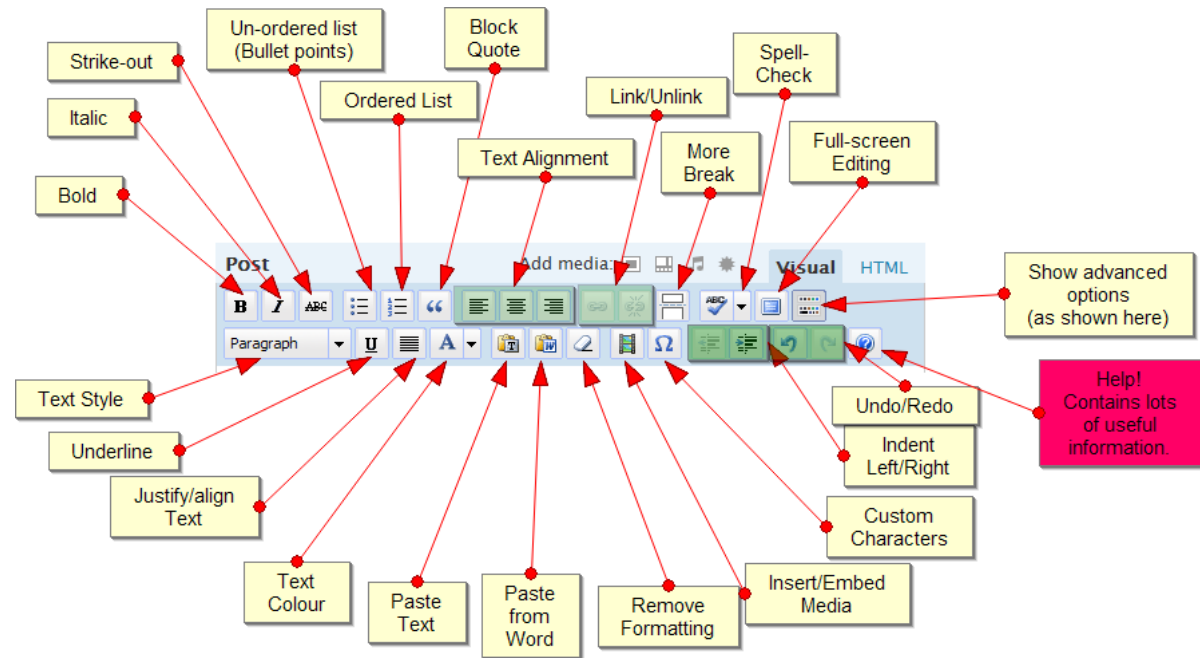 Un-ordered list
(Bullet points)
Block
Quote
Strike-out
Spell-
Check
Ordered List
Link/Unlink
Italic
Text Alignment
More
Break
Full-screen
Editing
Bold
Post
Add media:
Visual
HTML
Show advanced
options
(as shown here)
B
I
ABC
ABC
Paragraph
U
A
T
W
Ω
?
Text Style
Undo/Redo
Help!
Contains lots
of useful
information.
Underline
Indent
Left/Right
Justify/align
Text
Custom
Characters
Text
Colour
Paste
Text
Paste
from
Word
Remove
Formatting
Insert/Embed
Media